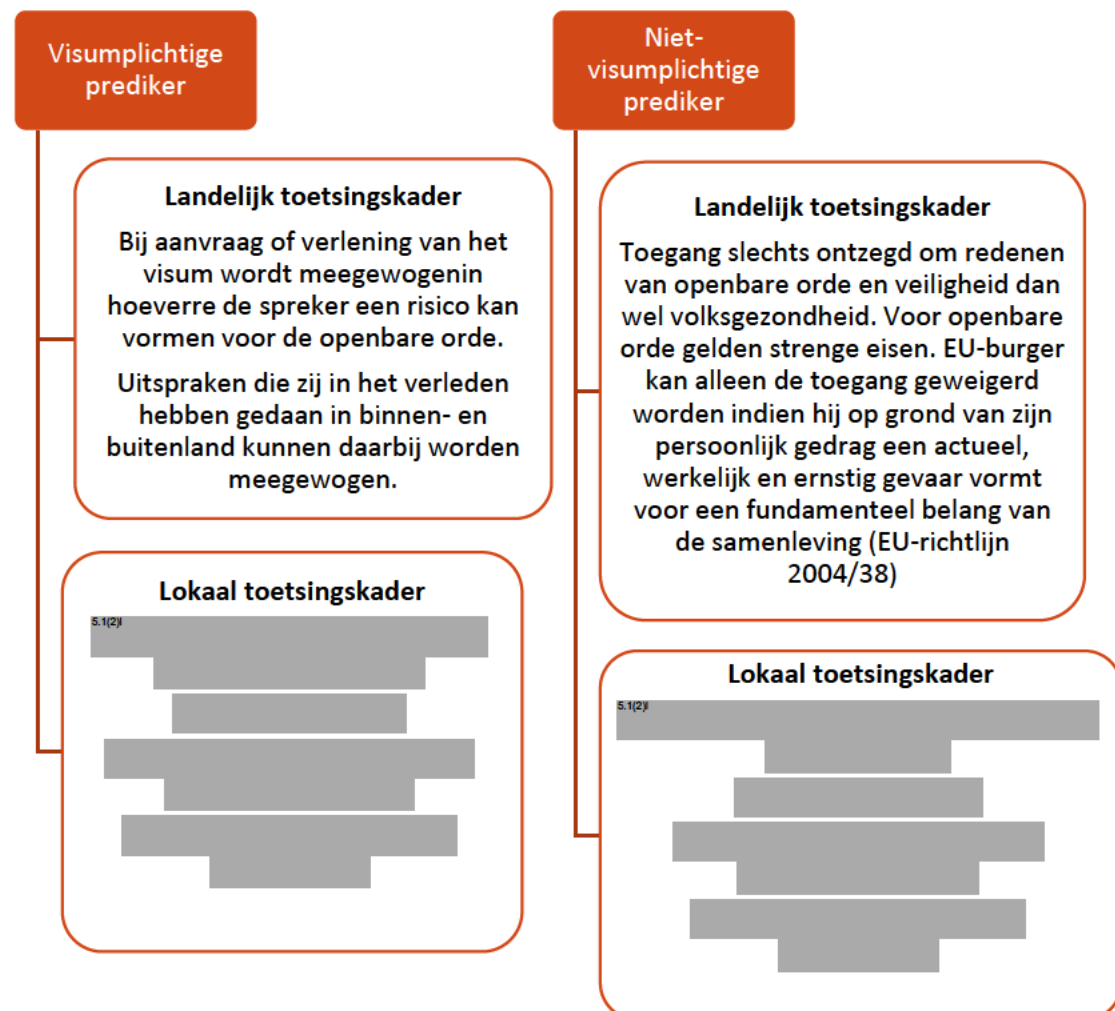 Visumplichtige
prediker
Landelijk toetsingskader
Bij aanvraag of verlening van het
visum wordt meegewogenin
hoeverre de spreker een risico kan
vormen voor de openbare orde.
Uitspraken die zij in het verleden
hebben gedaan in binnen- en
buitenland kunnen daarbij worden
meegewogen.
Lokaal toetsingskader
5.1(2)i
Niet-
visumplichtige
prediker
Landelijk toetsingskader
Toegang slechts ontzegd om redenen
van openbare orde en veiligheid dan
wel volksgezondheid. Voor openbare
orde gelden strenge eisen. EU-burger
kan alleen de toegang geweigerd
worden indien hij op grond van zijn
persoonlijk gedrag een actueel,
werkelijk en ernstig gevaar vormt
voor een fundamenteel belang van
de samenleving (EU-richtlijn
2004/38)
Lokaal toetsingskader
5.1(2)i